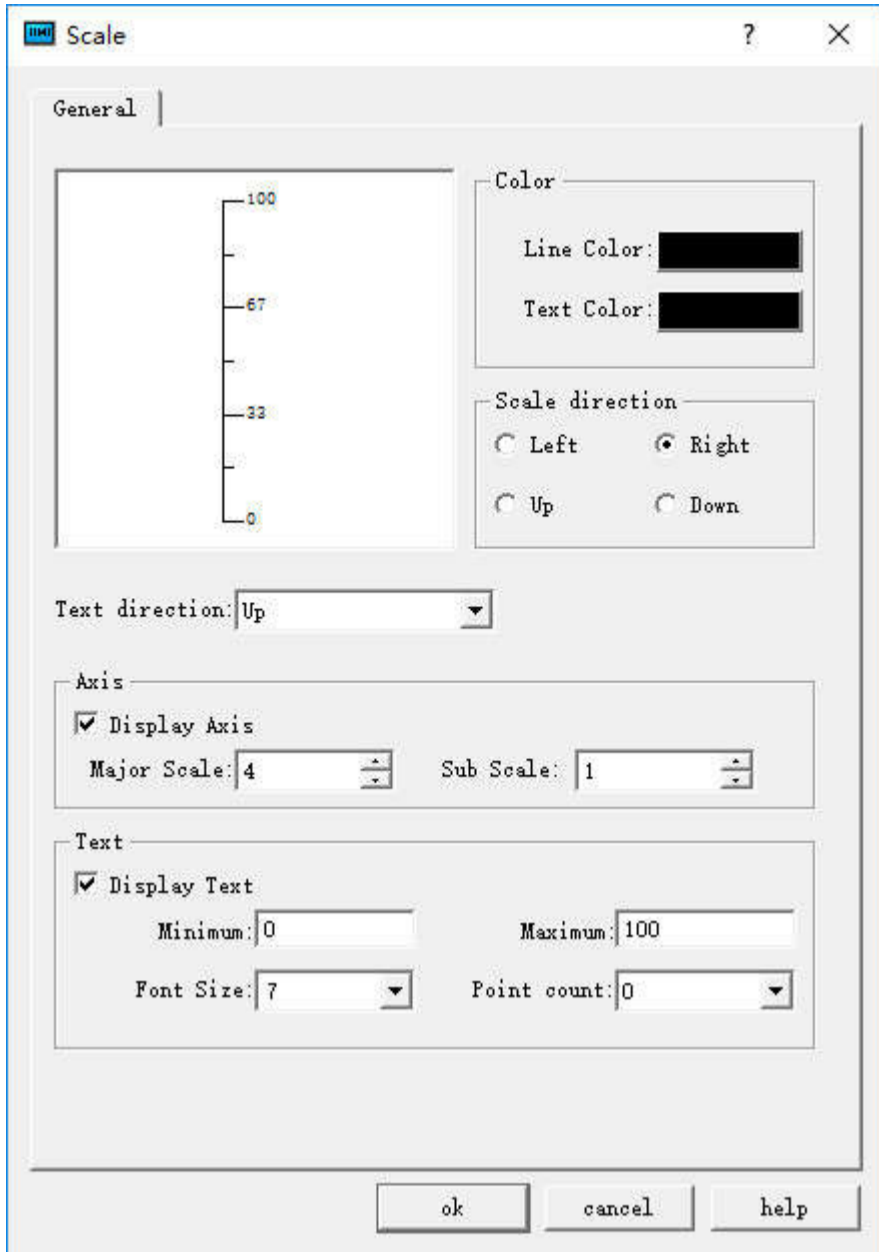 Scale
General
100
67
33
0
Color
Line Color:
Text Color:
Scale direction
Left Right
Up Down
Text direction: Up
Axis
Display Axis
Major Scale: 4 Sub Scale: 1
Text
Display Text
Minimum: 0 Maximum: 100
Font Size: 7 Point count: 0
ok cancel help